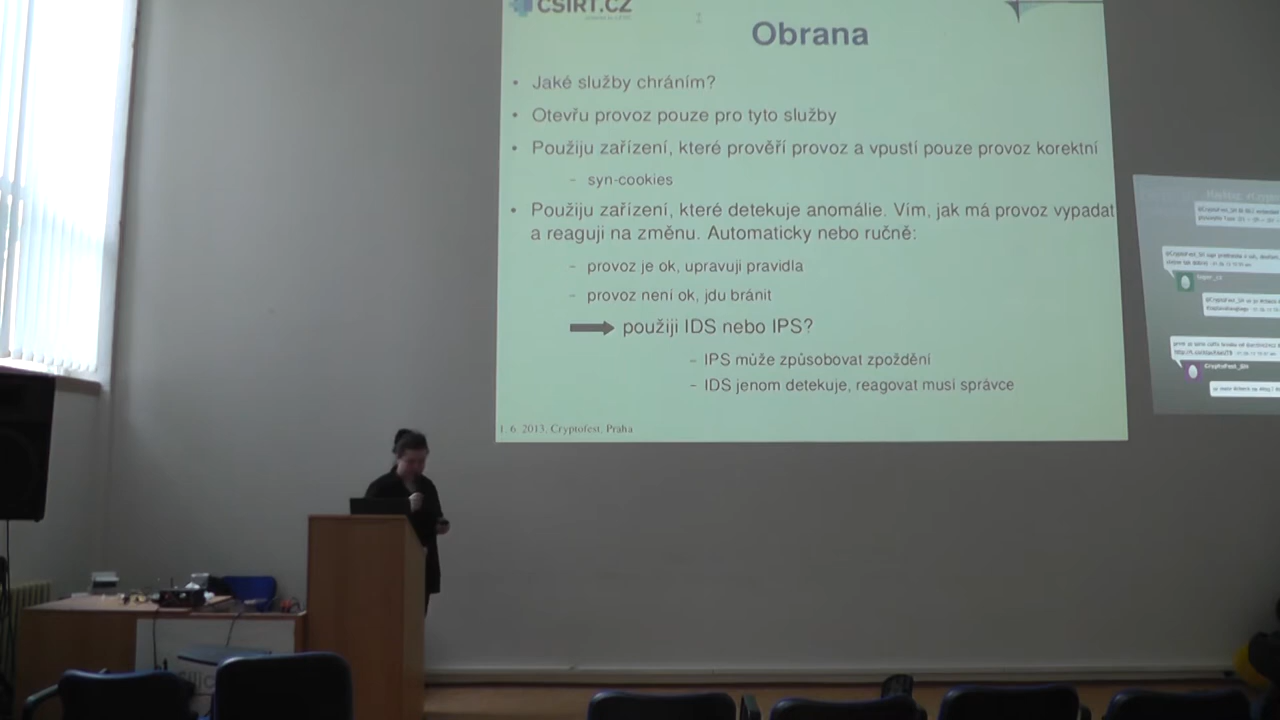 CSIRT.CZ
Obrana
• Jaké služby chráním?
• Otevřu provoz pouze pro tyto služby
• Použiju zařízení, které prověří provoz a vpustí pouze provoz korektní
– syn-cookies
• Použiju zařízení, které detekuje anomálie. Vím, jak má provoz vypadat
a reaguji na změnu. Automaticky nebo ručně:
– provoz je ok, upravuji pravidla
– provoz není ok, jdu bránit
použiji IDS nebo IPS?
– IPS může způsobovat zpoždění
– IDS jenom detekuje, reagovat musí správce
1. 6. 2013, Cryptofest, Praha